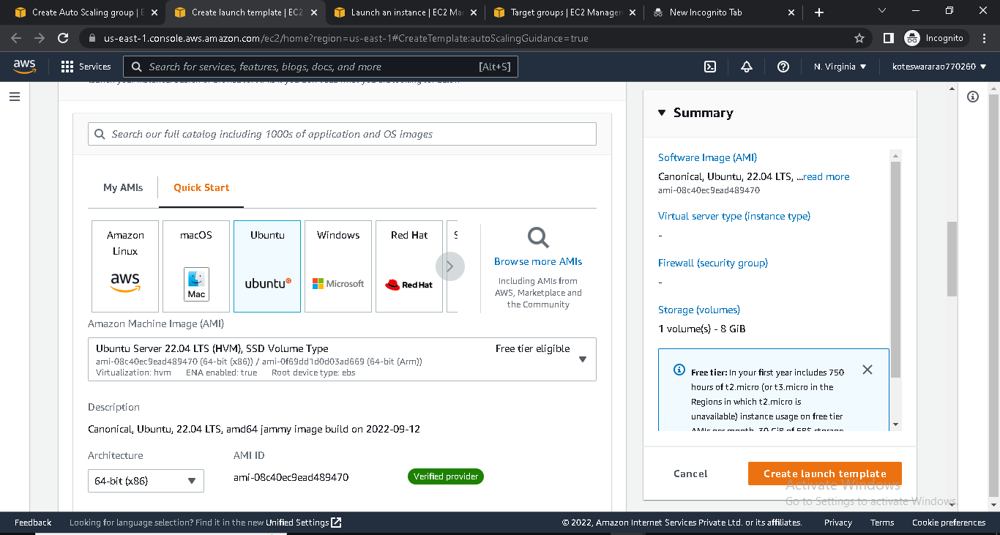 Create Auto Scaling group | E
Create launch template | EC2
Launch an instance | EC2 Mar
Target groups | EC2 Managen
New Incognito Tab
us-east-1.console.aws.amazon.com/ec2/home?region=us-east-1#CreateTemplate:autoScalingGuidance=true
Incognito
aws
Services
Search for services, features, blogs, docs, and more
[Alt+S]
N. Virginia
koteswararao770260
Search our full catalog including 1000s of application and OS images
My AMIs
Quick Start
Amazon
Linux
aws
macOS
Mac
Ubuntu
ubuntu
Windows
Microsoft
Red Hat
Red Hat
S
Browse more AMIs
Including AMIs from
AWS, Marketplace and
the Community
Amazon Machine Image (AMI)
Ubuntu Server 22.04 LTS (HVM), SSD Volume Type
Free tier eligible
ami-08c40ec9ead489470 (64-bit (x86)) / ami-0f69dd1d0d03ad669 (64-bit (Arm))
Virtualization: hvm ENA enabled: true Root device type: ebs
Description
Canonical, Ubuntu, 22.04 LTS, amd64 jammy image build on 2022-09-12
Architecture
AMI ID
64-bit (x86)
ami-08c40ec9ead489470
Verified provider
Summary
Software Image (AMI)
Canonical, Ubuntu, 22.04 LTS, ...read more
ami-08c40ec9ead489470
Virtual server type (instance type)
-
Firewall (security group)
-
Storage (volumes)
1 volume(s) - 8 GiB
Free tier: In your first year includes 750
hours of t2.micro (or t3.micro in the
Regions in which t2.micro is
unavailable) instance usage on free tier
AMIs per month, 30 GiB of EBS storage,
Cancel
Create launch template
Activate Windows
Go to Settings to activate Windows.
Feedback
Looking for language selection? Find it in the new Unified Settings
© 2022, Amazon Internet Services Private Ltd. or its affiliates.
Privacy
Terms
Cookie preferences